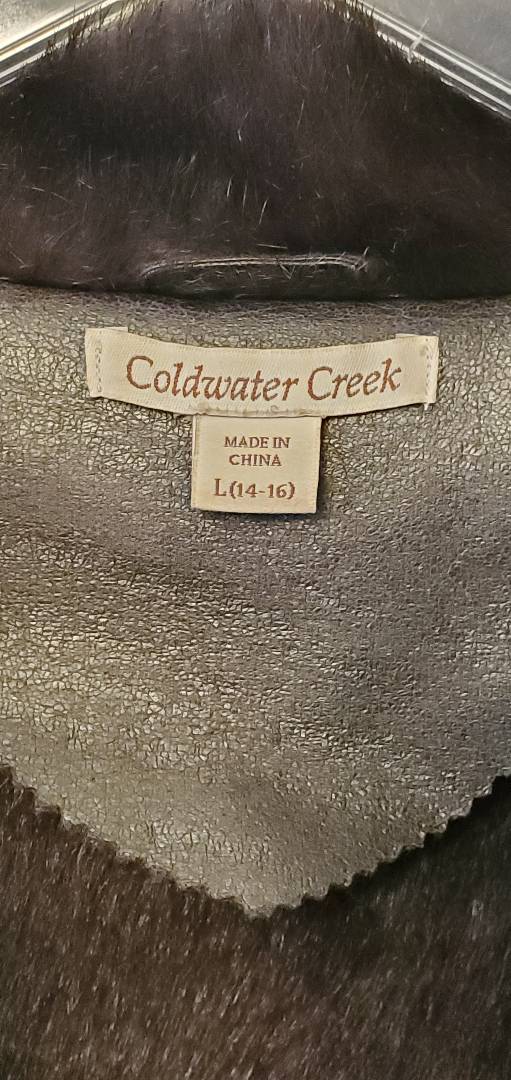 Coldwater Creek
MADE IN
CHINA
L(14-16)